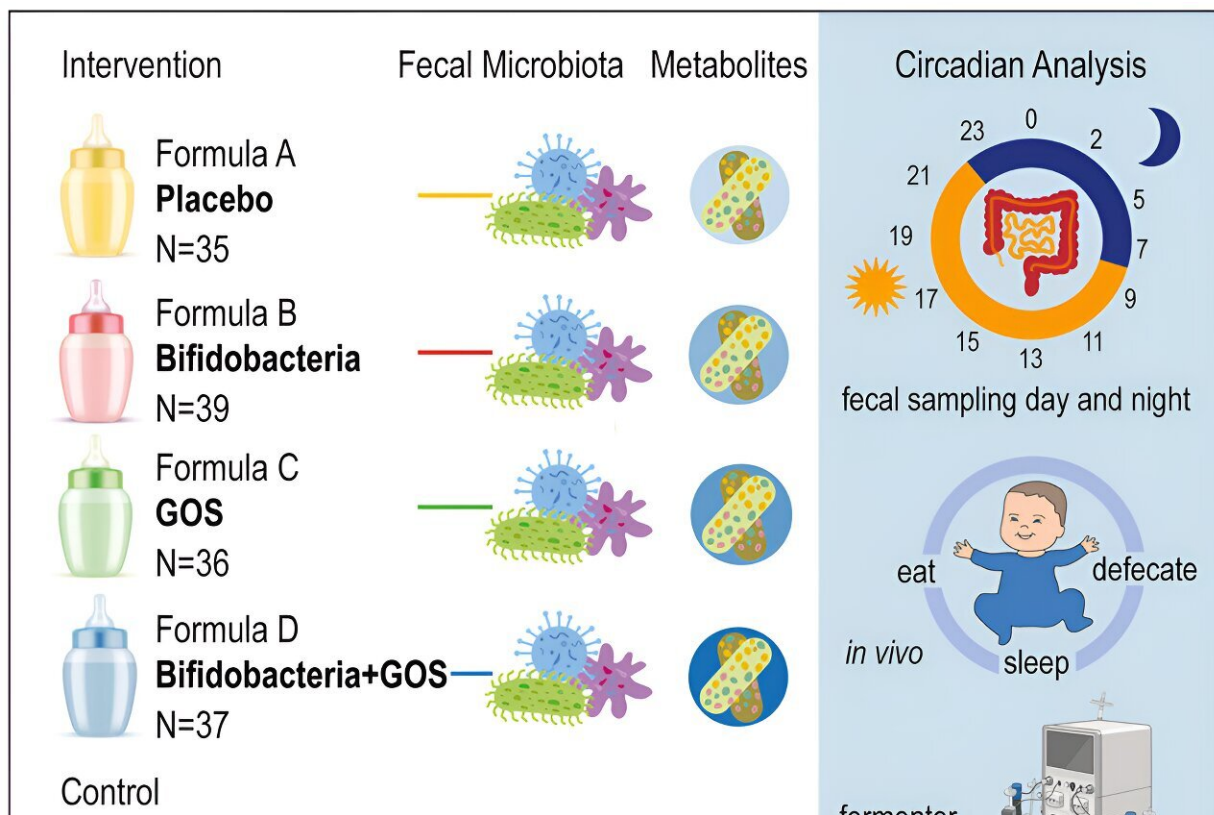 Intervention
Fecal Microbiota
Metabolites
Formula A
Placebo
N=35
Formula B
Bifidobacteria
N=39
Formula C
GOS
N=36
Formula D
Bifidobacteria+GOS
N=37
Control
Circadian Analysis
0
2
5
7
9
11
13
15
17
19
21
23
fecal sampling day and night
eat
defecate
sleep
in vivo
fermenter